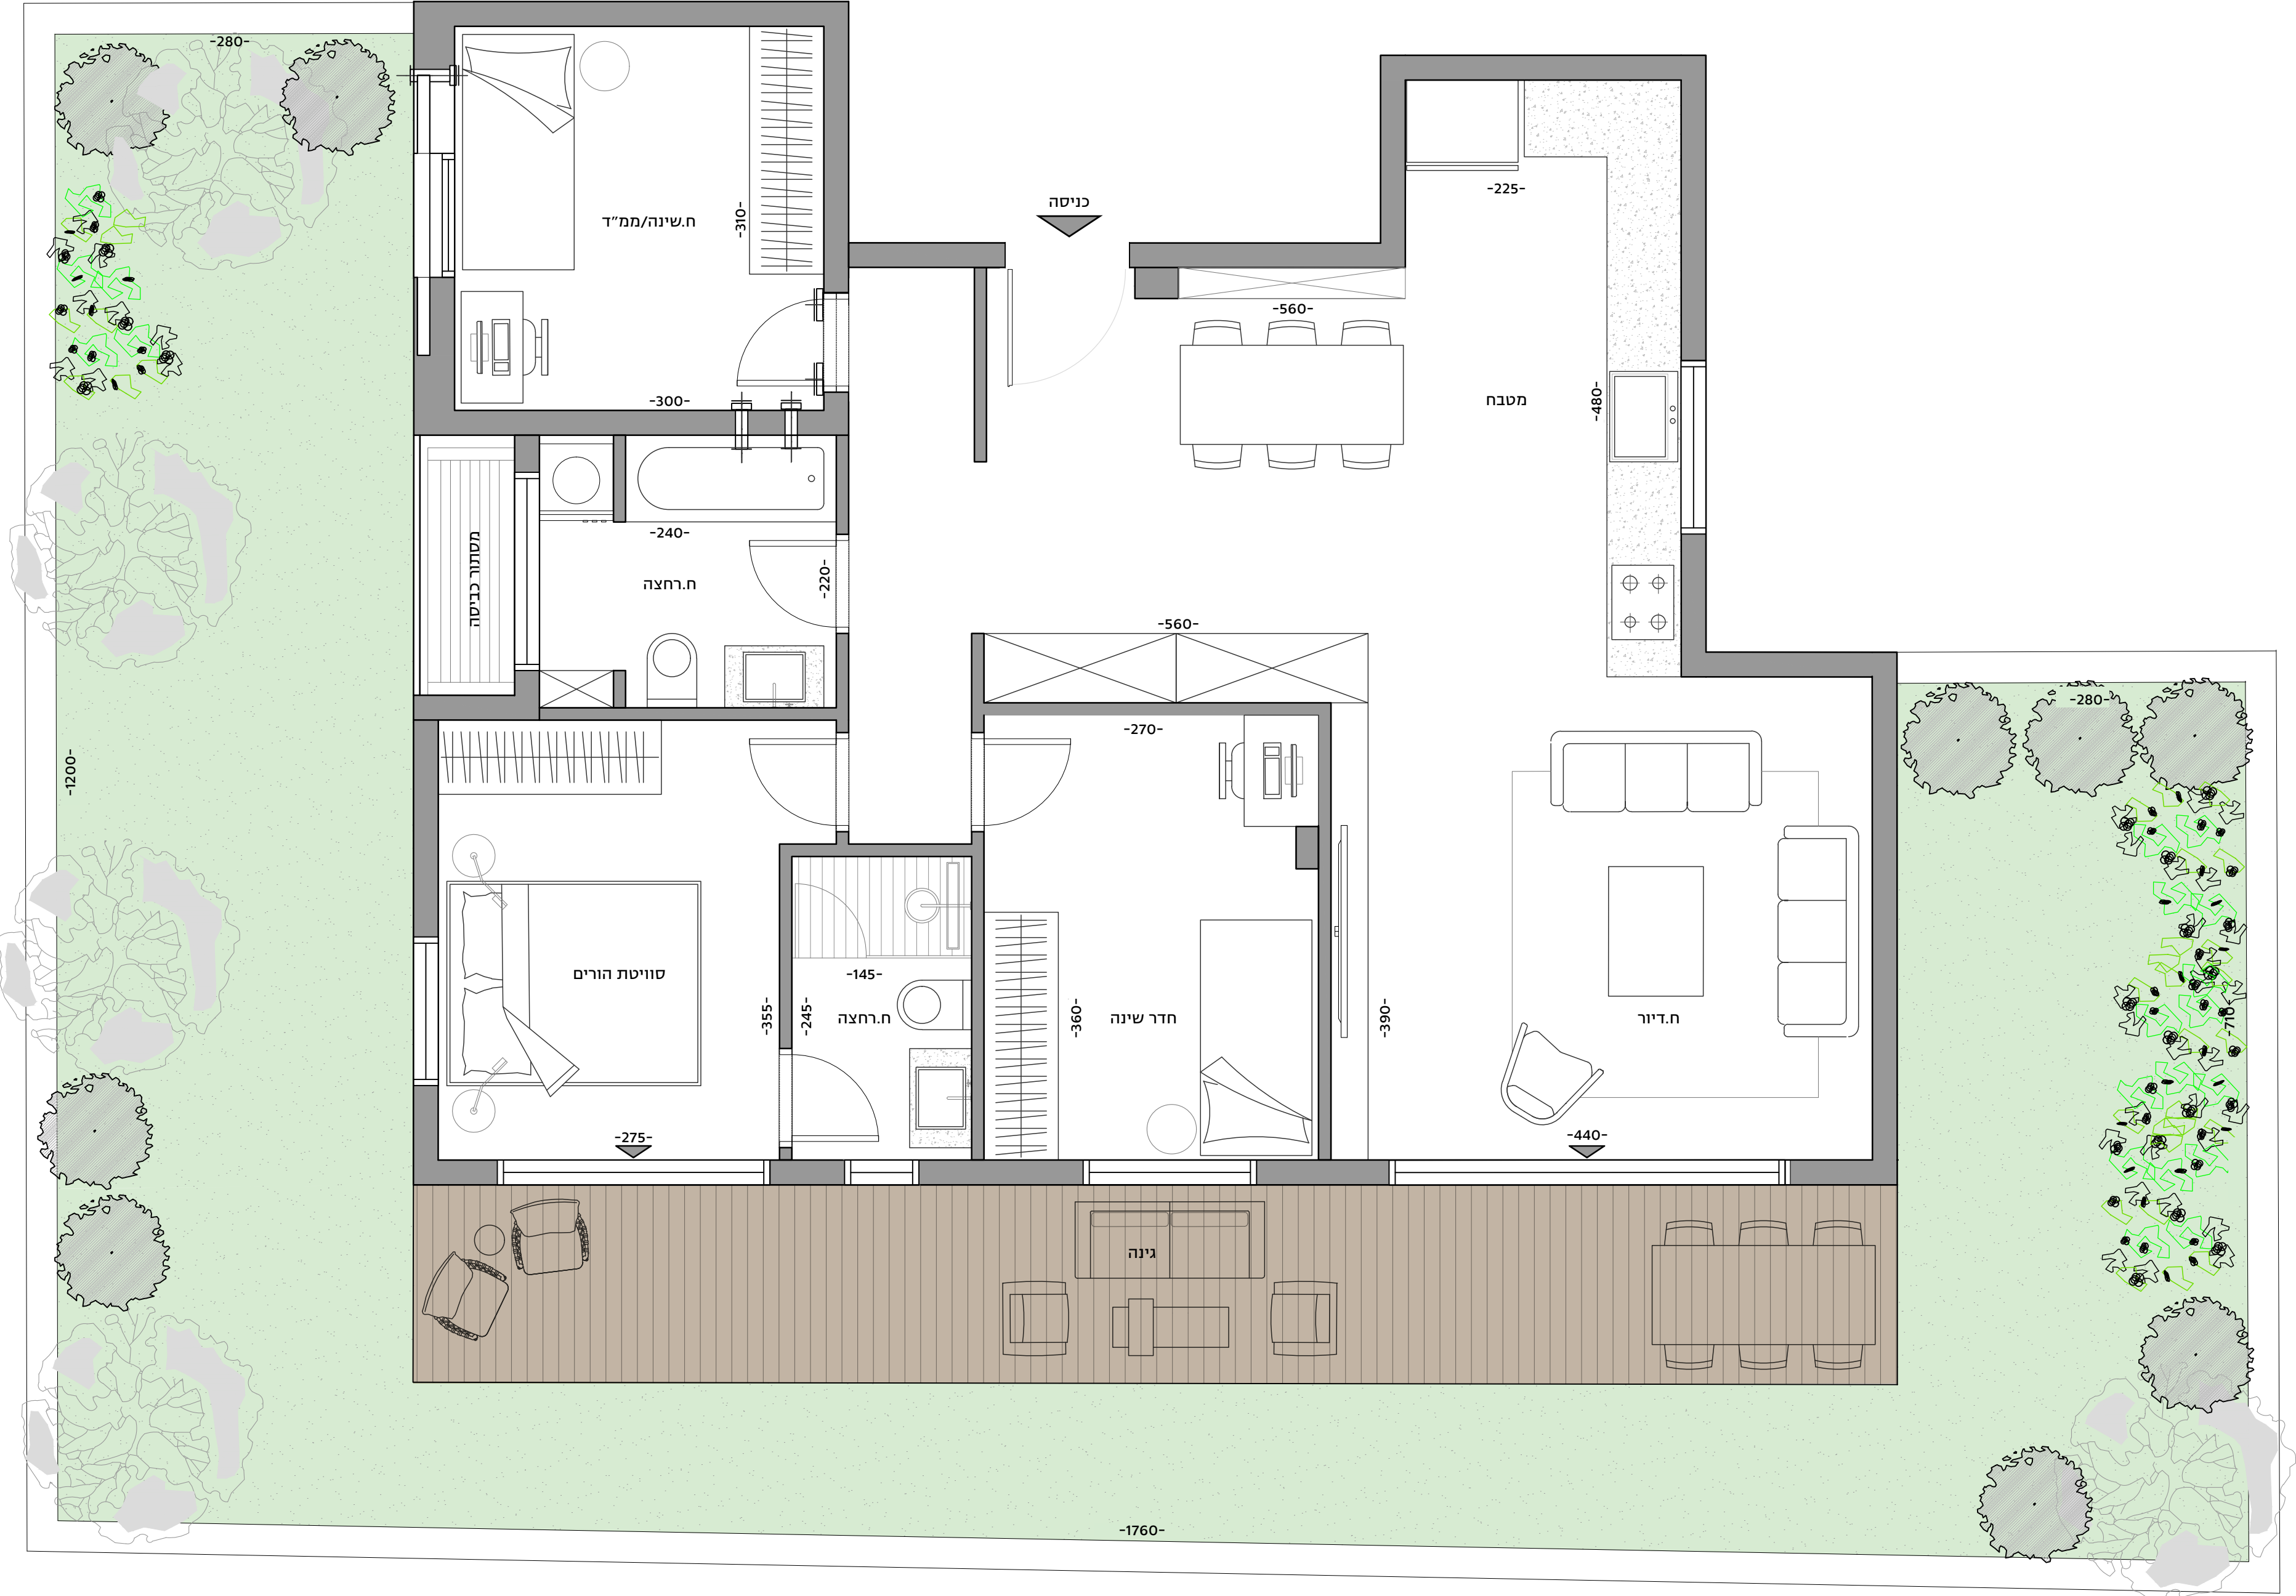 -280-
כניסה
-225-
ח.שינה/ממ״ד
-310-
-560-
-300-
מטבח
-480-
-240-
מסתור כביסה
ח.רחצה
-220-
-560-
-280-
-270-
-1200-
סוויטת הורים
-145-
-355-
-245-
ח.רחצה
-360-
חדר שינה
-390-
ח.דיור
-710-
-275-
-440-
גינה
-1760-